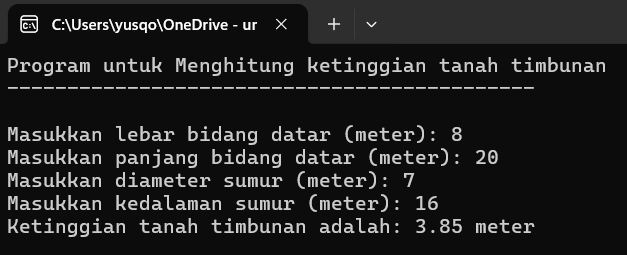 C:\Users\yusqo\OneDrive - ur
Program untuk Menghitung ketinggian tanah timbunan
--------------------------------------------
Masukkan lebar bidang datar (meter): 8
Masukkan panjang bidang datar (meter): 20
Masukkan diameter sumur (meter): 7
Masukkan kedalaman sumur (meter): 16
Ketinggian tanah timbunan adalah: 3.85 meter